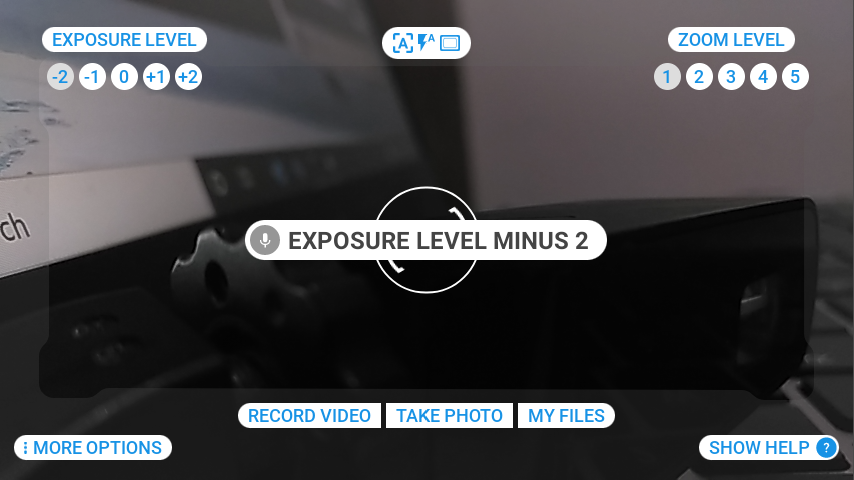 EXPOSURE LEVEL
-2 -1 0 +1 +2
A A
ZOOM LEVEL
1 2 3 4 5
ch
EXPOSURE LEVEL MINUS 2
RECORD VIDEO TAKE PHOTO MY FILES
MORE OPTIONS
SHOW HELP ?